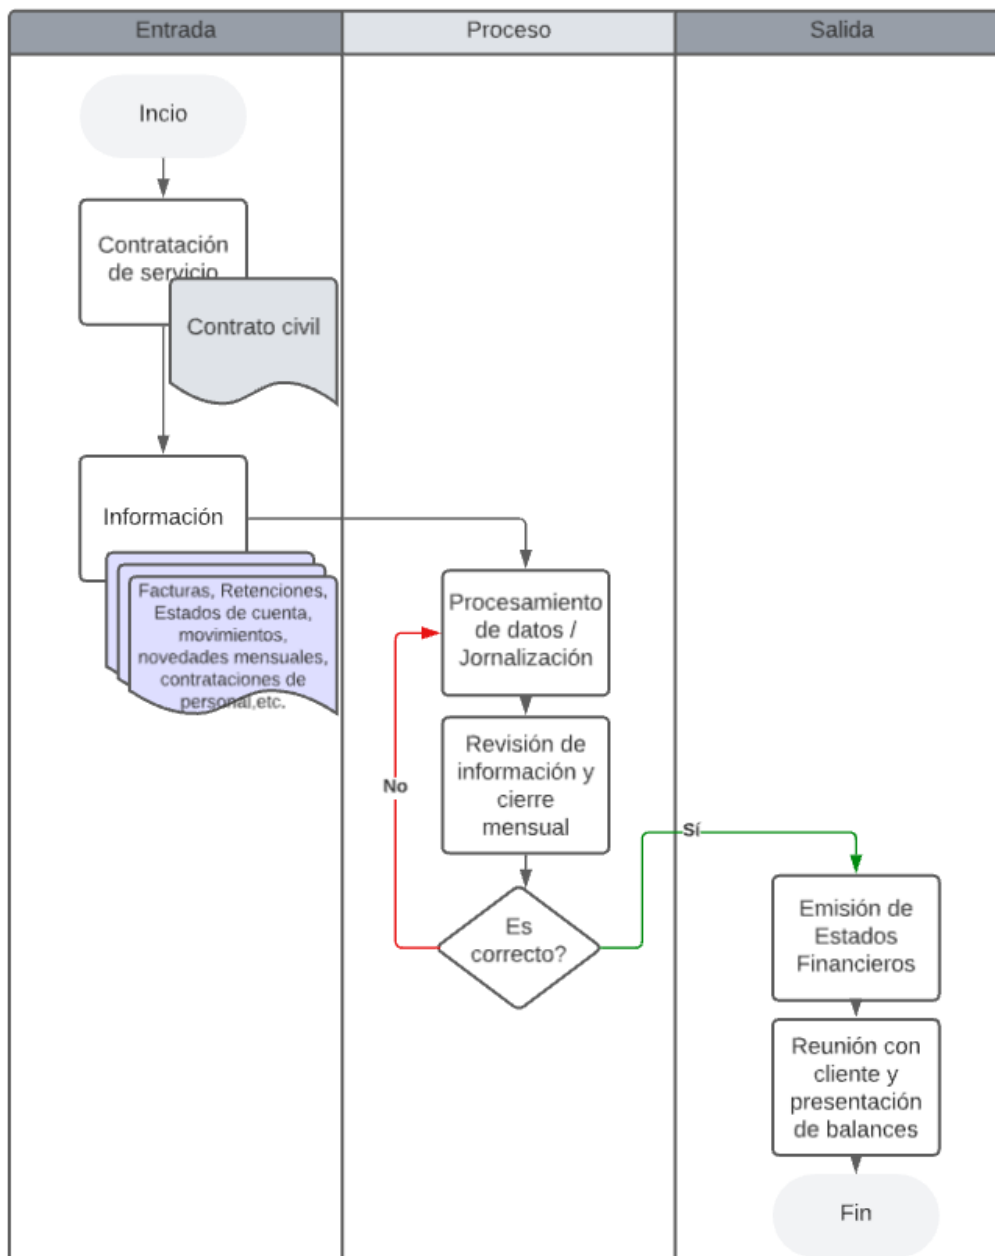 Entrada
Proceso
Salida
Incio
Contratación
de servicio
Contrato civil
Información
Facturas, Retenciones,
Estados de cuenta,
movimientos,
novedades mensuales,
contrataciones de
personal,etc.
Procesamiento
de datos /
Jornalización
Revisión de
información y
cierre
mensual
No
Es
correcto?
Sí
Emisión de
Estados
Financieros
Reunión con
cliente y
presentación
de balances
Fin